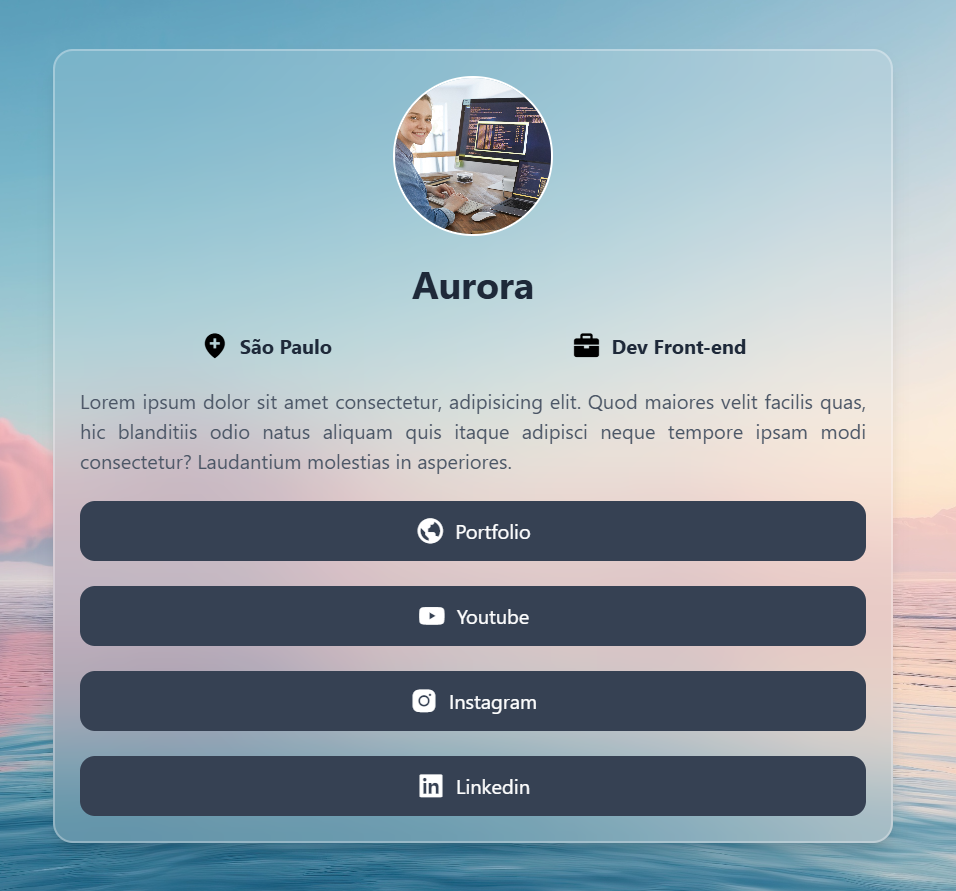 Aurora
São Paulo
Dev Front-end
Lorem ipsum dolor sit amet consectetur, adipisicing elit. Quod maiores velit facilis quas,
hic blanditiis odio natus aliquam quis itaque adipisci neque tempore ipsam modi
consectetur? Laudantium molestias in asperiores.
Portfolio
Youtube
Instagram
Linkedin